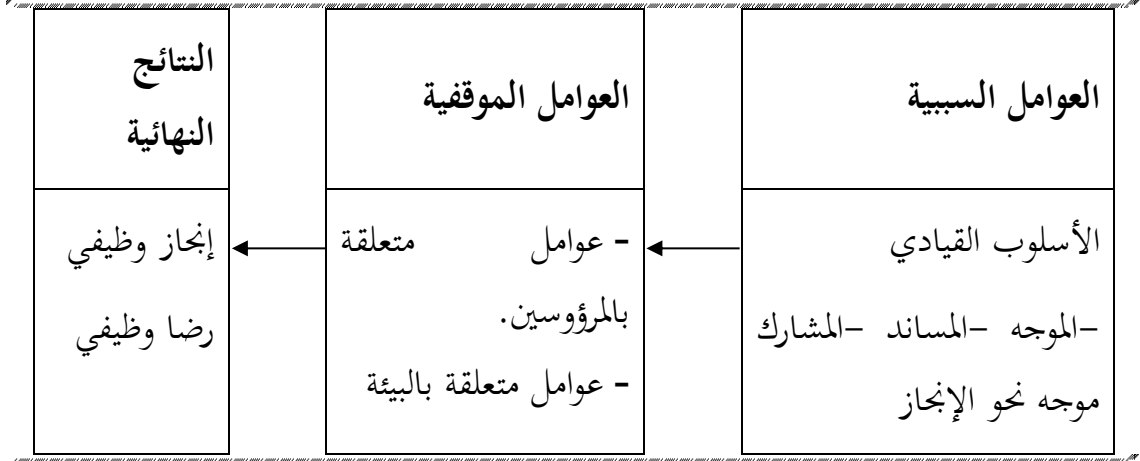 العوامل السببية
الأسلوب القيادي
-الموجه -المساند -المشارك
موجه نحو الإنجاز
العوامل الموقفية
- عوامل متعلقة
بالمرؤوسين.
- عوامل متعلقة بالبيئة
النتائج
النهائية
إنجاز وظيفي
رضا وظيفي